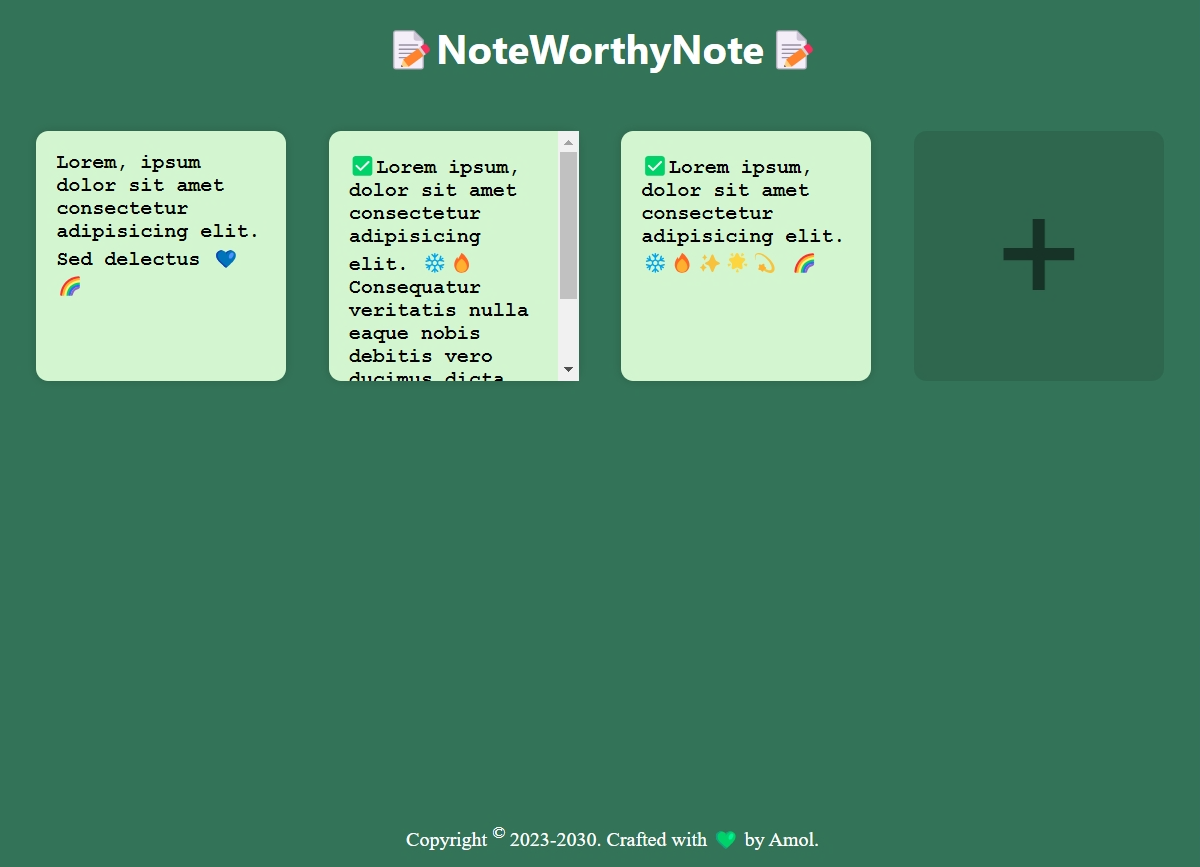 📝NoteWorthyNote 📝
Lorem, ipsum
dolor sit amet
consectetur
adipisicing elit.
Sed delectus 💙
🌈
✅Lorem ipsum,
dolor sit amet
consectetur
adipisicing
elit. ❄️🔥
Consequatur
veritatis nulla
eaque nobis
debitis vero
ducimus dicta
✅Lorem ipsum,
dolor sit amet
consectetur
adipisicing elit.
❄️🔥✨🌟💫 🌈
+
Copyright © 2023-2030. Crafted with 💚 by Amol.